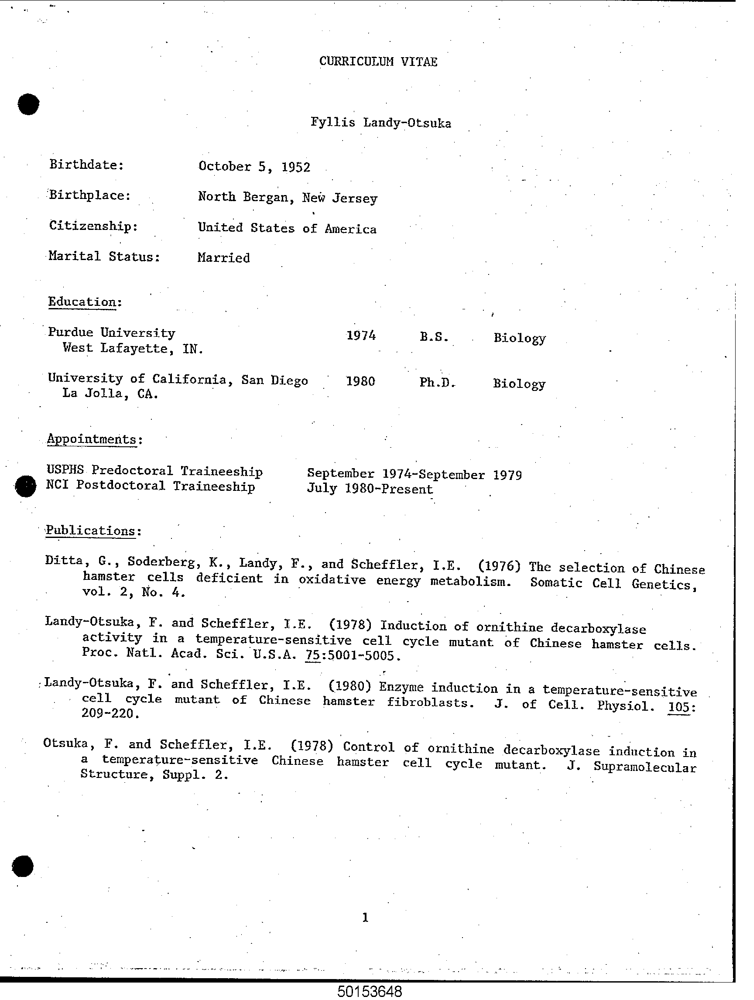 CURRICULUM VITAE
Fyllis Landy-Otsuka
Birthdate: October 5, 1952
Birthplace: North Bergan, New Jersey
Citizenship: United States of America
Marital Status: Married
Education:
Purdue University 1974 B.S. Biology
West Lafayette, IN.
University of California, San Diego 1980 Ph.D. Biology
La Jolla, CA.
Appointments:
USPHS Predoctoral Traineeship September 1974-September 1979
NCI Postdoctoral Traineeship July 1980-Present
Publications:
Ditta, G., Soderberg, K., Landy, F., and Scheffler, I.E. (1976) The selection of Chinese
hamster cells deficient in oxidative energy metabolism. Somatic Cell Genetics,
vol. 2, No. 4.
Landy-Otsuka, F. and Scheffler, I.E. (1978) Induction of ornithine decarboxylase
activity in a temperature-sensitive cell cycle mutant of Chinese hamster cells.
Proc. Natl. Acad. Sci. U.S.A. 75:5001-5005.
Landy-Otsuka, F. and Scheffler, I.E. (1980) Enzyme induction in a temperature-sensitive
cell cycle mutant of Chinese hamster fibroblasts. J. of Cell. Physiol. 105:
209-220.
Otsuka, F. and Scheffler, I.E. (1978) Control of ornithine decarboxylase induction in
a temperature-sensitive Chinese hamster cell cycle mutant. J. Supramolecular
Structure, Suppl. 2.
1
50153648